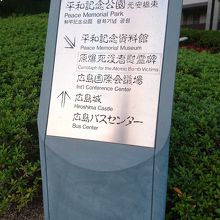 平和記念公園 元安橋東
Peace Memorial Park
平和記念資料館
Peace Memorial Museum
原爆死没者慰霊碑
Cenotaph for the Atomic Bomb Victims
広島国際会議場
Int'l Conference Center
広島城
Hiroshima Castle
広島バスセンター
Bus Center